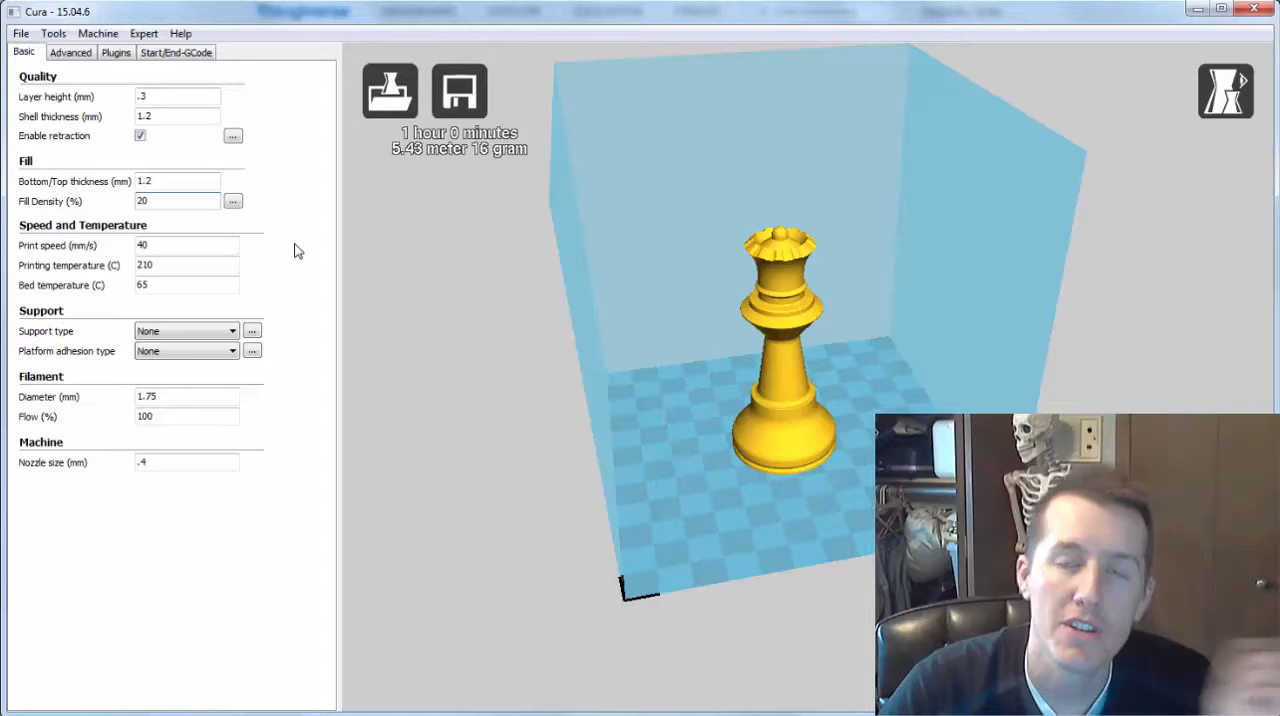 Cura - 15.04.6
File Tools Machine Expert Help
Basic Advanced Plugins Start/End-GCode
Quality
Layer height (mm) .3
Shell thickness (mm) 1.2
Enable retraction ...
Fill
Bottom/Top thickness (mm) 1.2
Fill Density (%) 20 ...
Speed and Temperature
Print speed (mm/s) 40
Printing temperature (C) 210
Bed temperature (C) 65
Support
Support type None ...
Platform adhesion type None ...
Filament
Diameter (mm) 1.75
Flow (%) 100
Machine
Nozzle size (mm) .4
1 hour 0 minutes
5.43 meter 16 gram